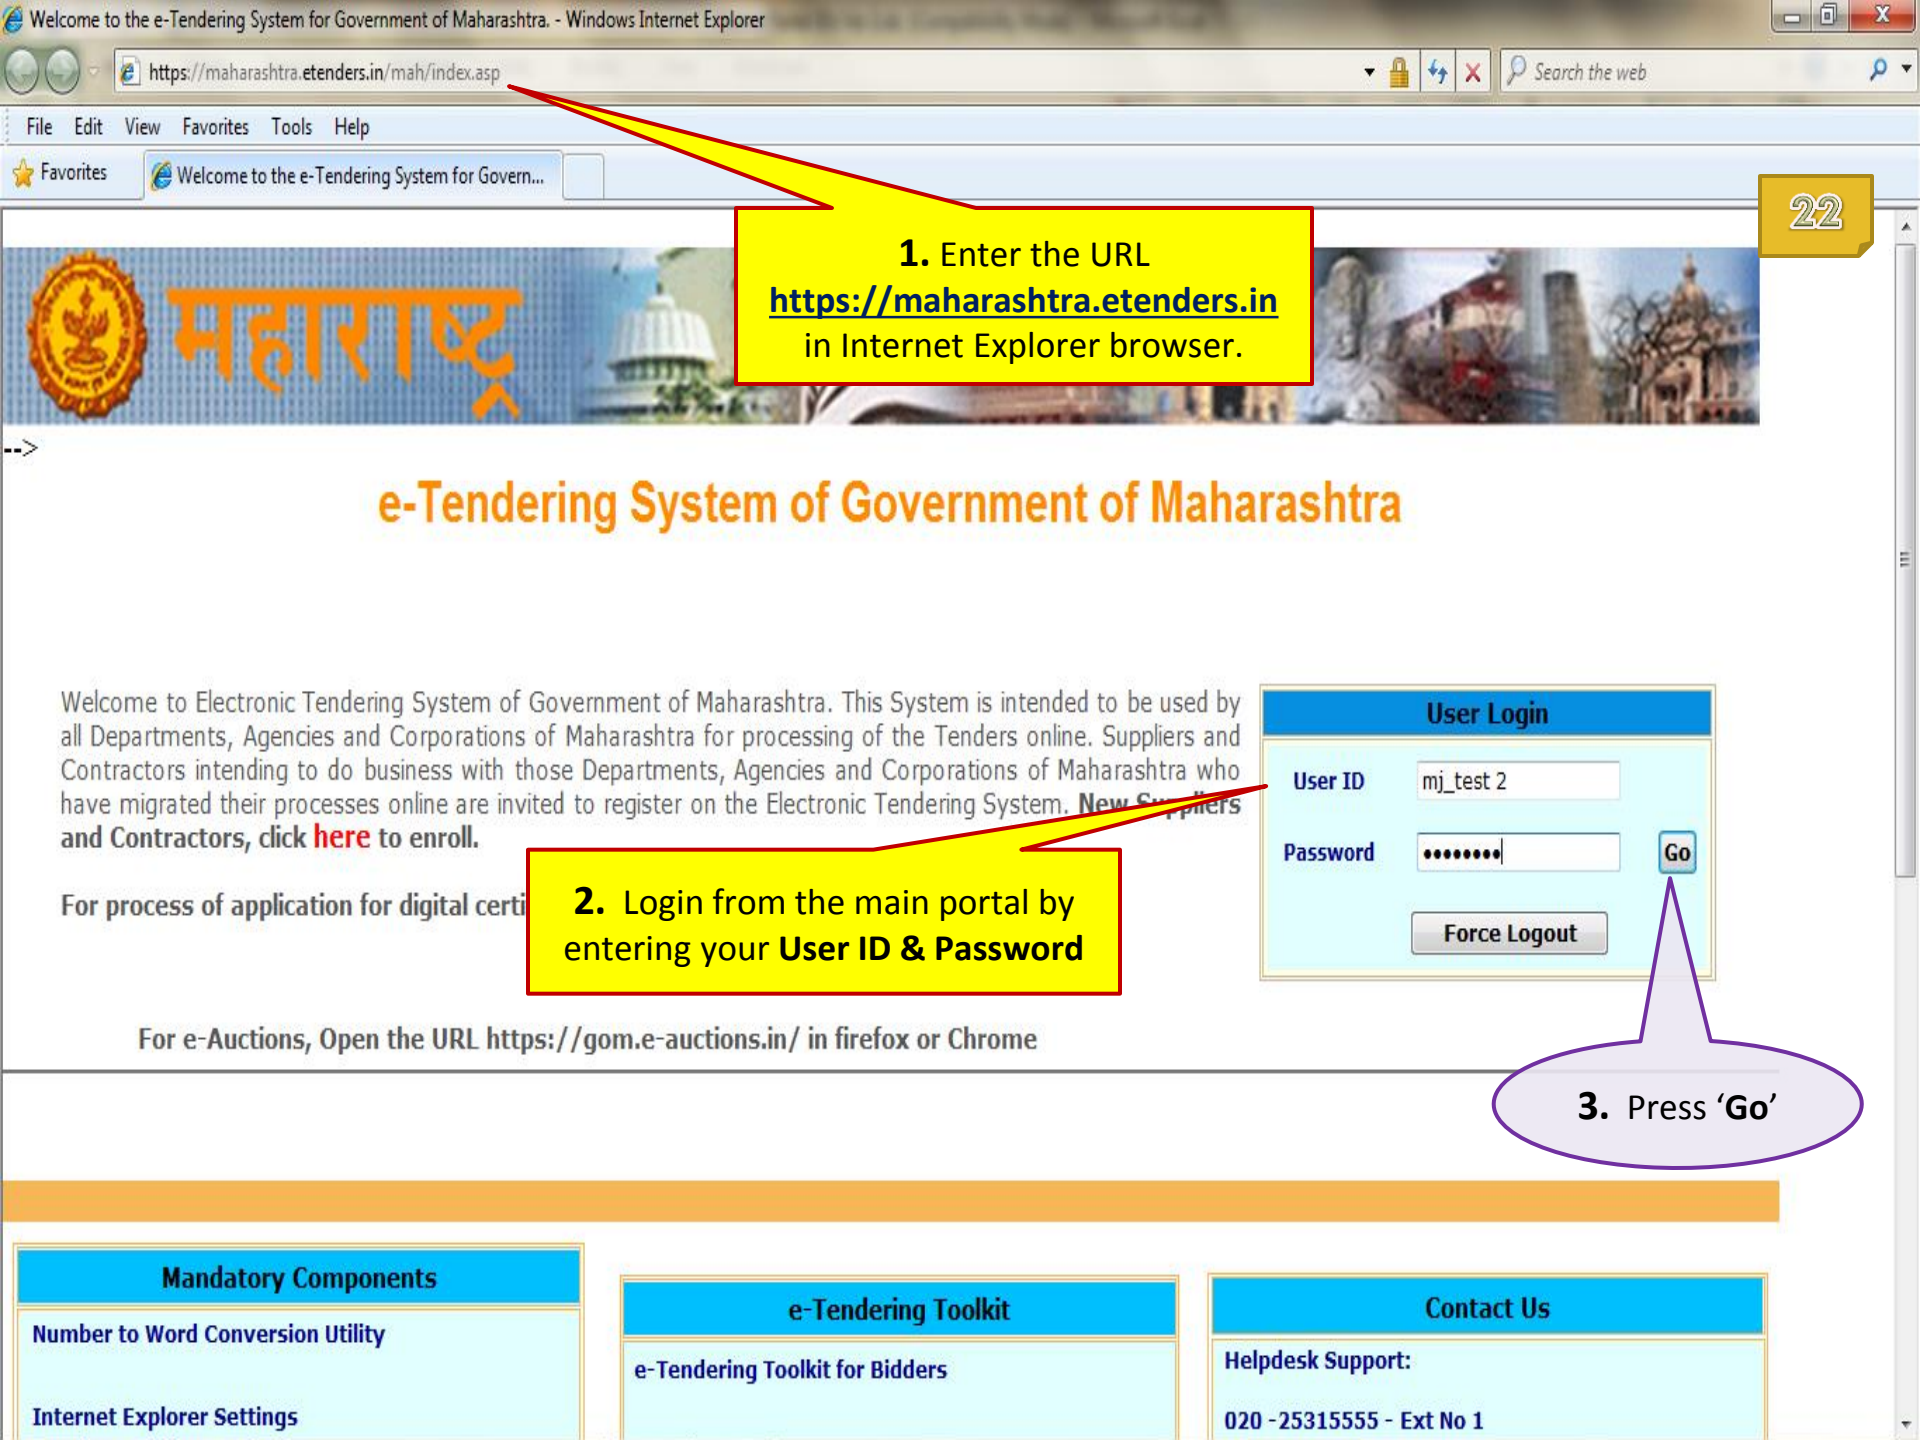 Welcome to the e-Tendering System for Government of Maharashtra. - Windows Internet Explorer
https://maharashtra.etenders.in/mah/index.asp
Search the web
File Edit View Favorites Tools Help
Favorites
Welcome to the e-Tendering System for Govern...
22
1. Enter the URL
https://maharashtra.etenders.in
in Internet Explorer browser.
महाराष्ट्र
-->
e-Tendering System of Government of Maharashtra
Welcome to Electronic Tendering System of Government of Maharashtra. This System is intended to be used by
all Departments, Agencies and Corporations of Maharashtra for processing of the Tenders online. Suppliers and
Contractors intending to do business with those Departments, Agencies and Corporations of Maharashtra who
have migrated their processes online are invited to register on the Electronic Tendering System. New Suppliers
and Contractors, click here to enroll.
For process of application for digital certi
2. Login from the main portal by
entering your User ID & Password
User Login
User ID mj_test 2
Password ••••••••
Go
Force Logout
For e-Auctions, Open the URL https://gom.e-auctions.in/ in firefox or Chrome
3. Press ‘Go’
Mandatory Components
Number to Word Conversion Utility
Internet Explorer Settings
e-Tendering Toolkit
e-Tendering Toolkit for Bidders
Contact Us
Helpdesk Support:
020 -25315555 - Ext No 1